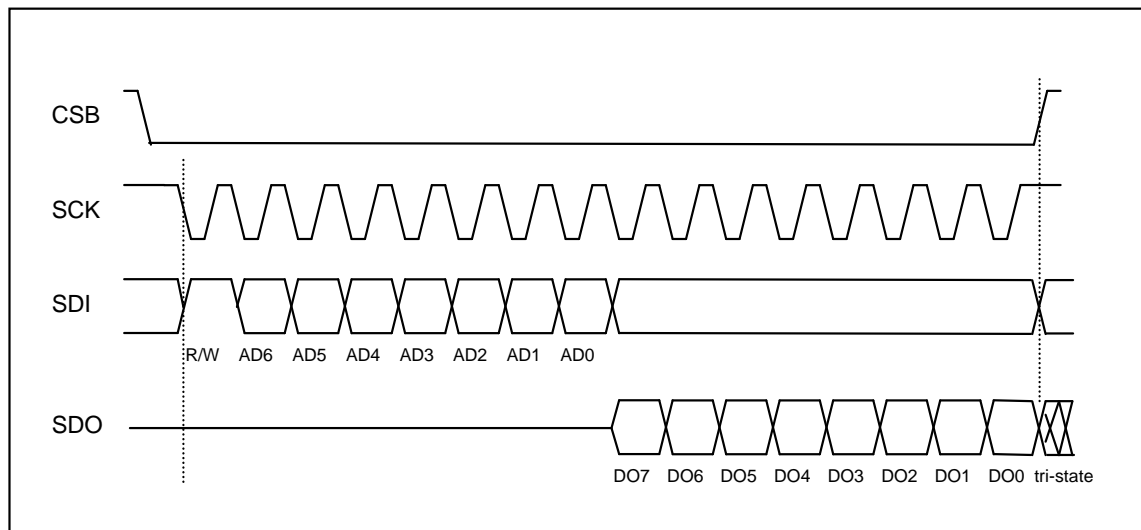 CSB
SCK
SDI
R/W AD6 AD5 AD4 AD3 AD2 AD1 AD0
SDO
DO7 DO6 DO5 DO4 DO3 DO2 DO1 DO0 tri-state